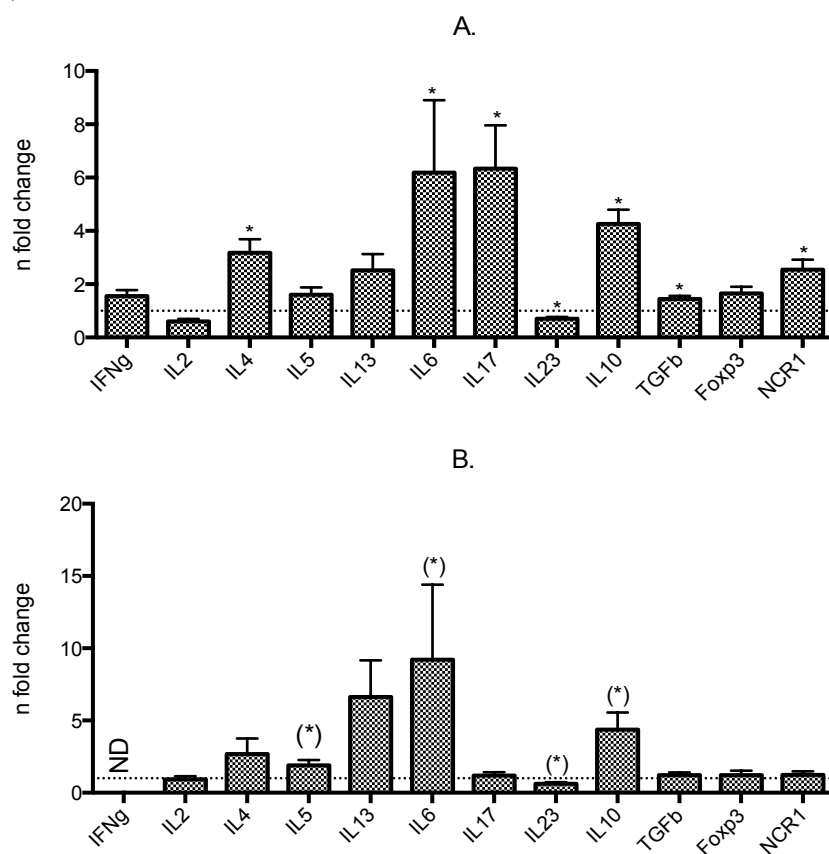 A.
n fold change
10
8
6
4
2
0
* * * * * * *
IFNg IL2 IL4 IL5 IL13 IL6 IL17 IL23 IL10 TGFb Foxp3 NCR1
B.
n fold change
20
15
10
5
0
ND (*) (*) (*) (*)
IFNg IL2 IL4 IL5 IL13 IL6 IL17 IL23 IL10 TGFb Foxp3 NCR1